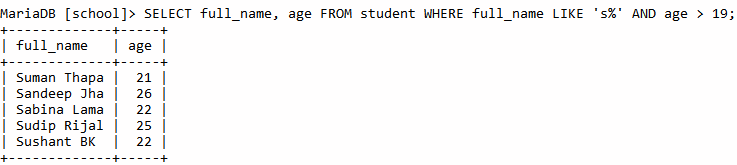 MariaDB [school]> SELECT full_name, age FROM student WHERE full_name LIKE 's%' AND age > 19;
+-------------+-----+
| full_name   | age |
+-------------+-----+
| Suman Thapa |  21 |
| Sandeep Jha |  26 |
| Sabina Lama |  22 |
| Sudip Rijal |  25 |
| Sushant BK  |  22 |
+-------------+-----+